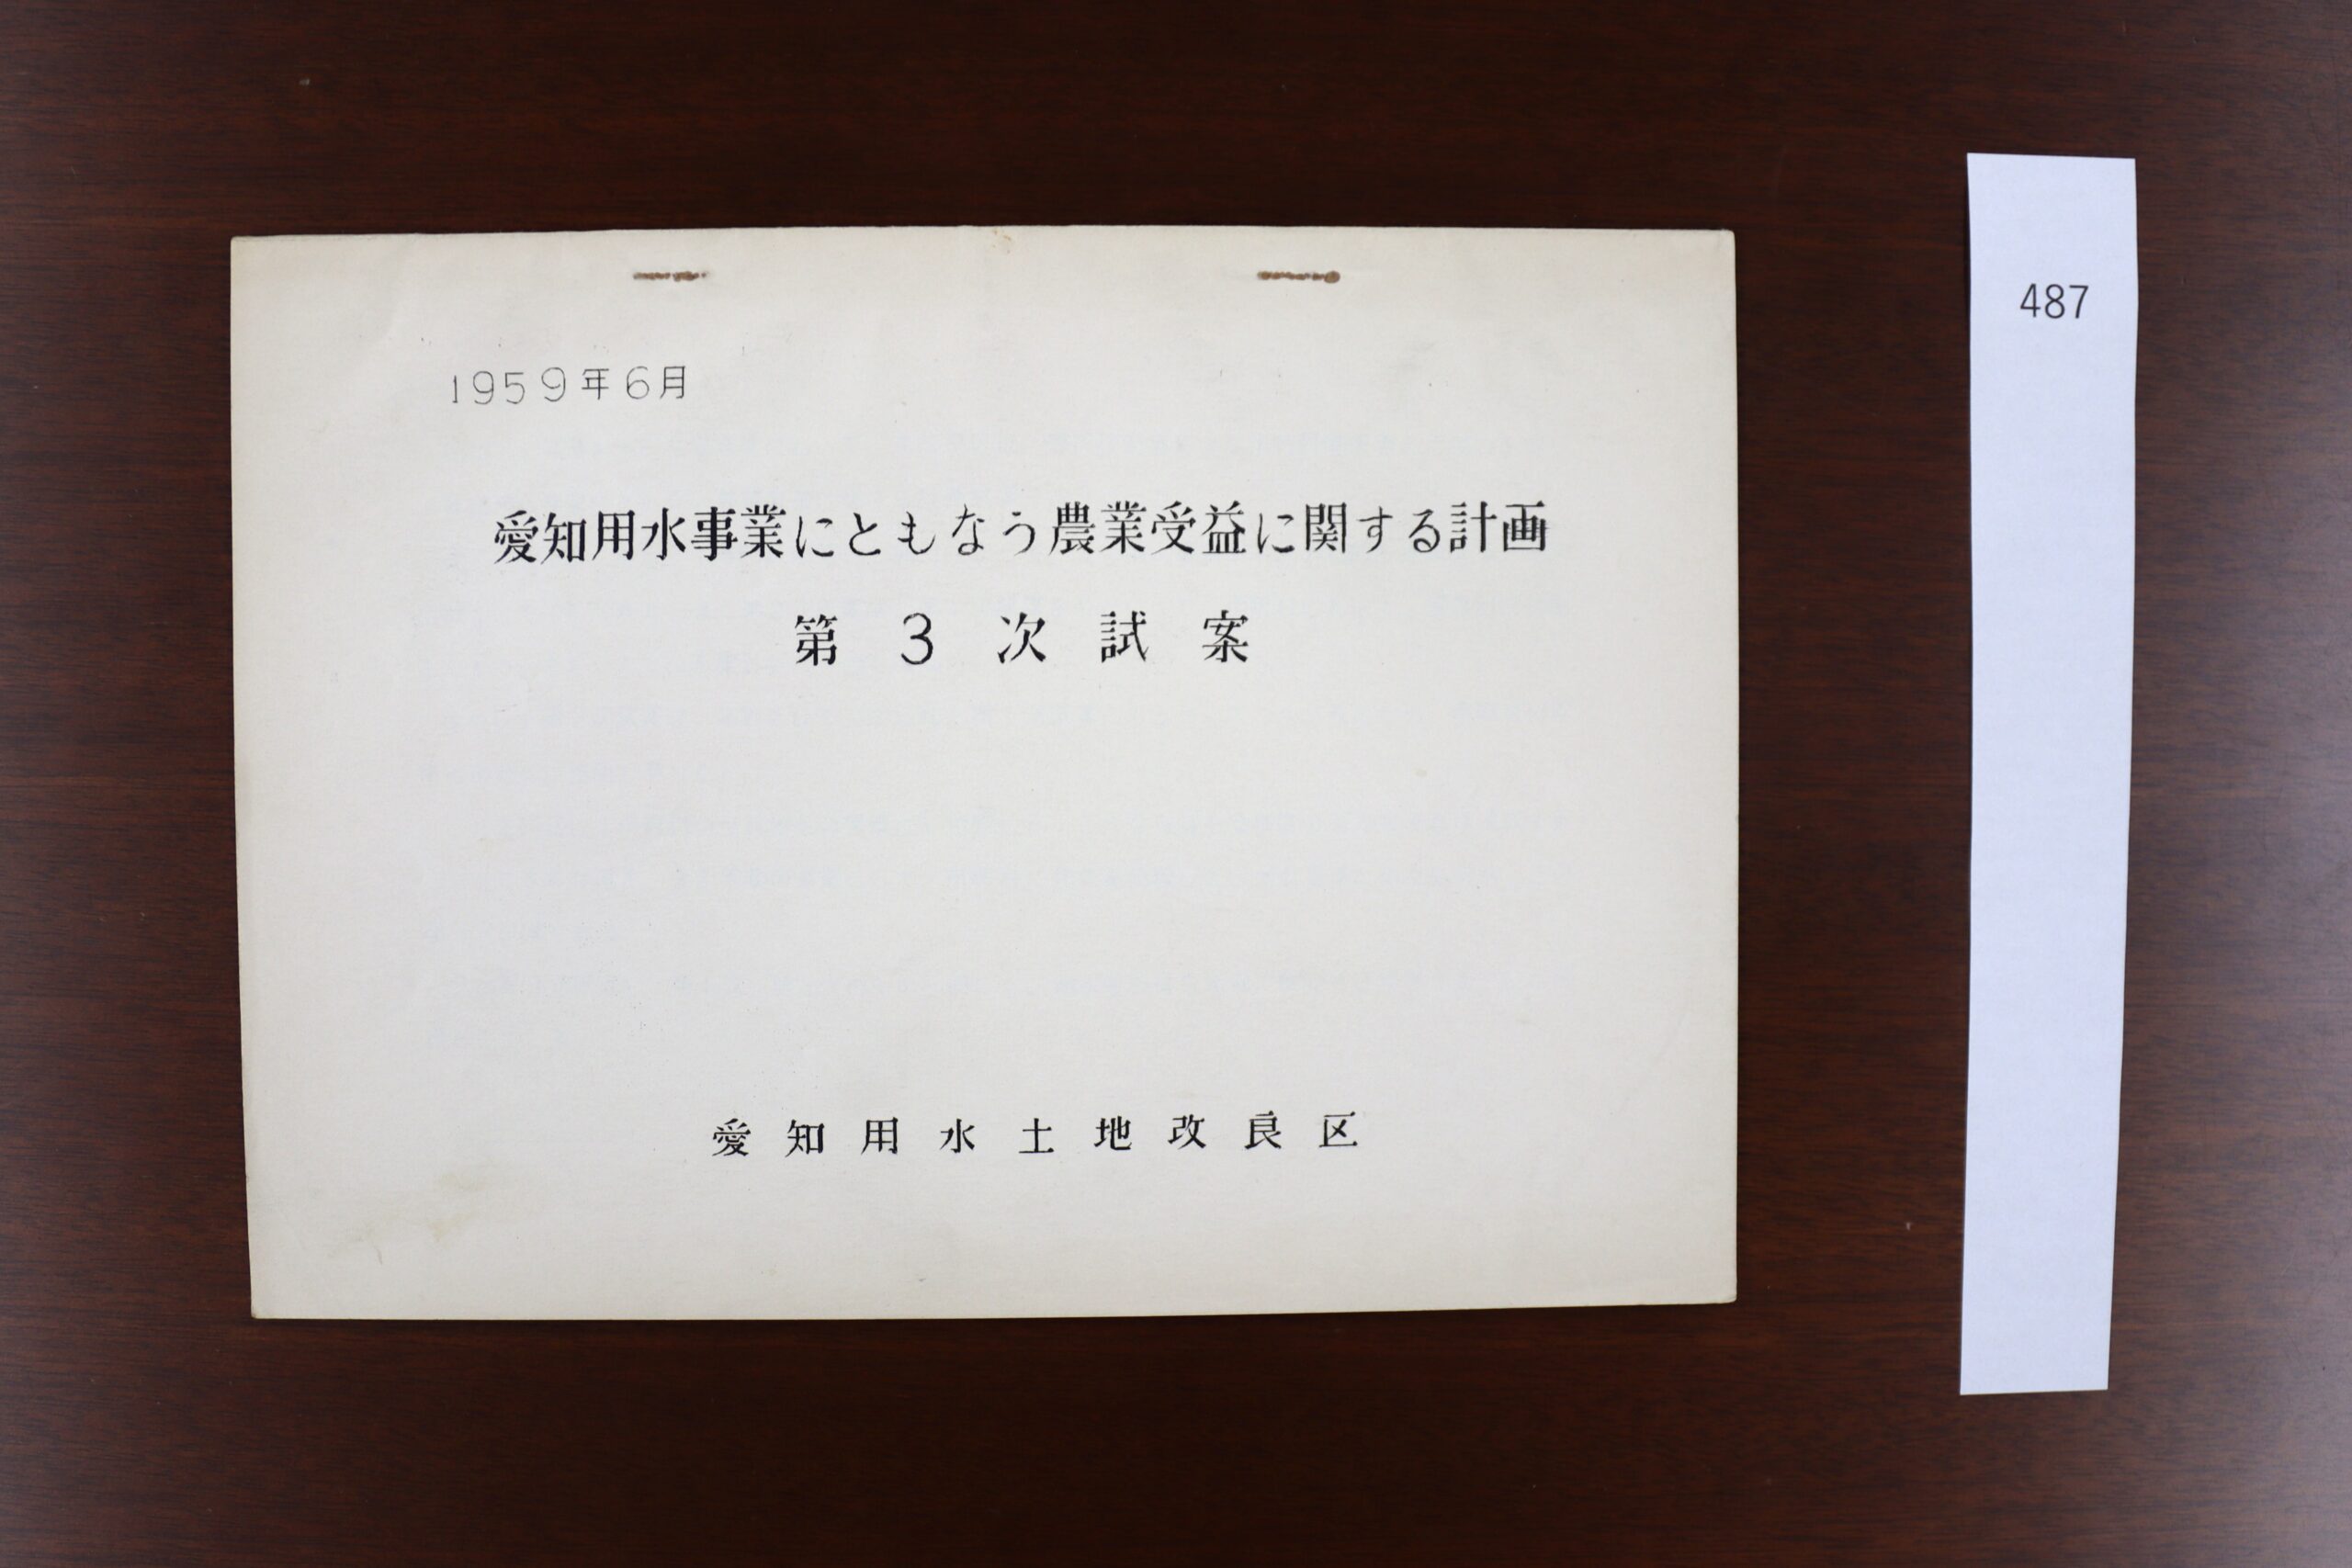 1959年6月
愛知用水事業にともなう農業受益に関する計画
第3次試案
愛知用水土地改良区
487